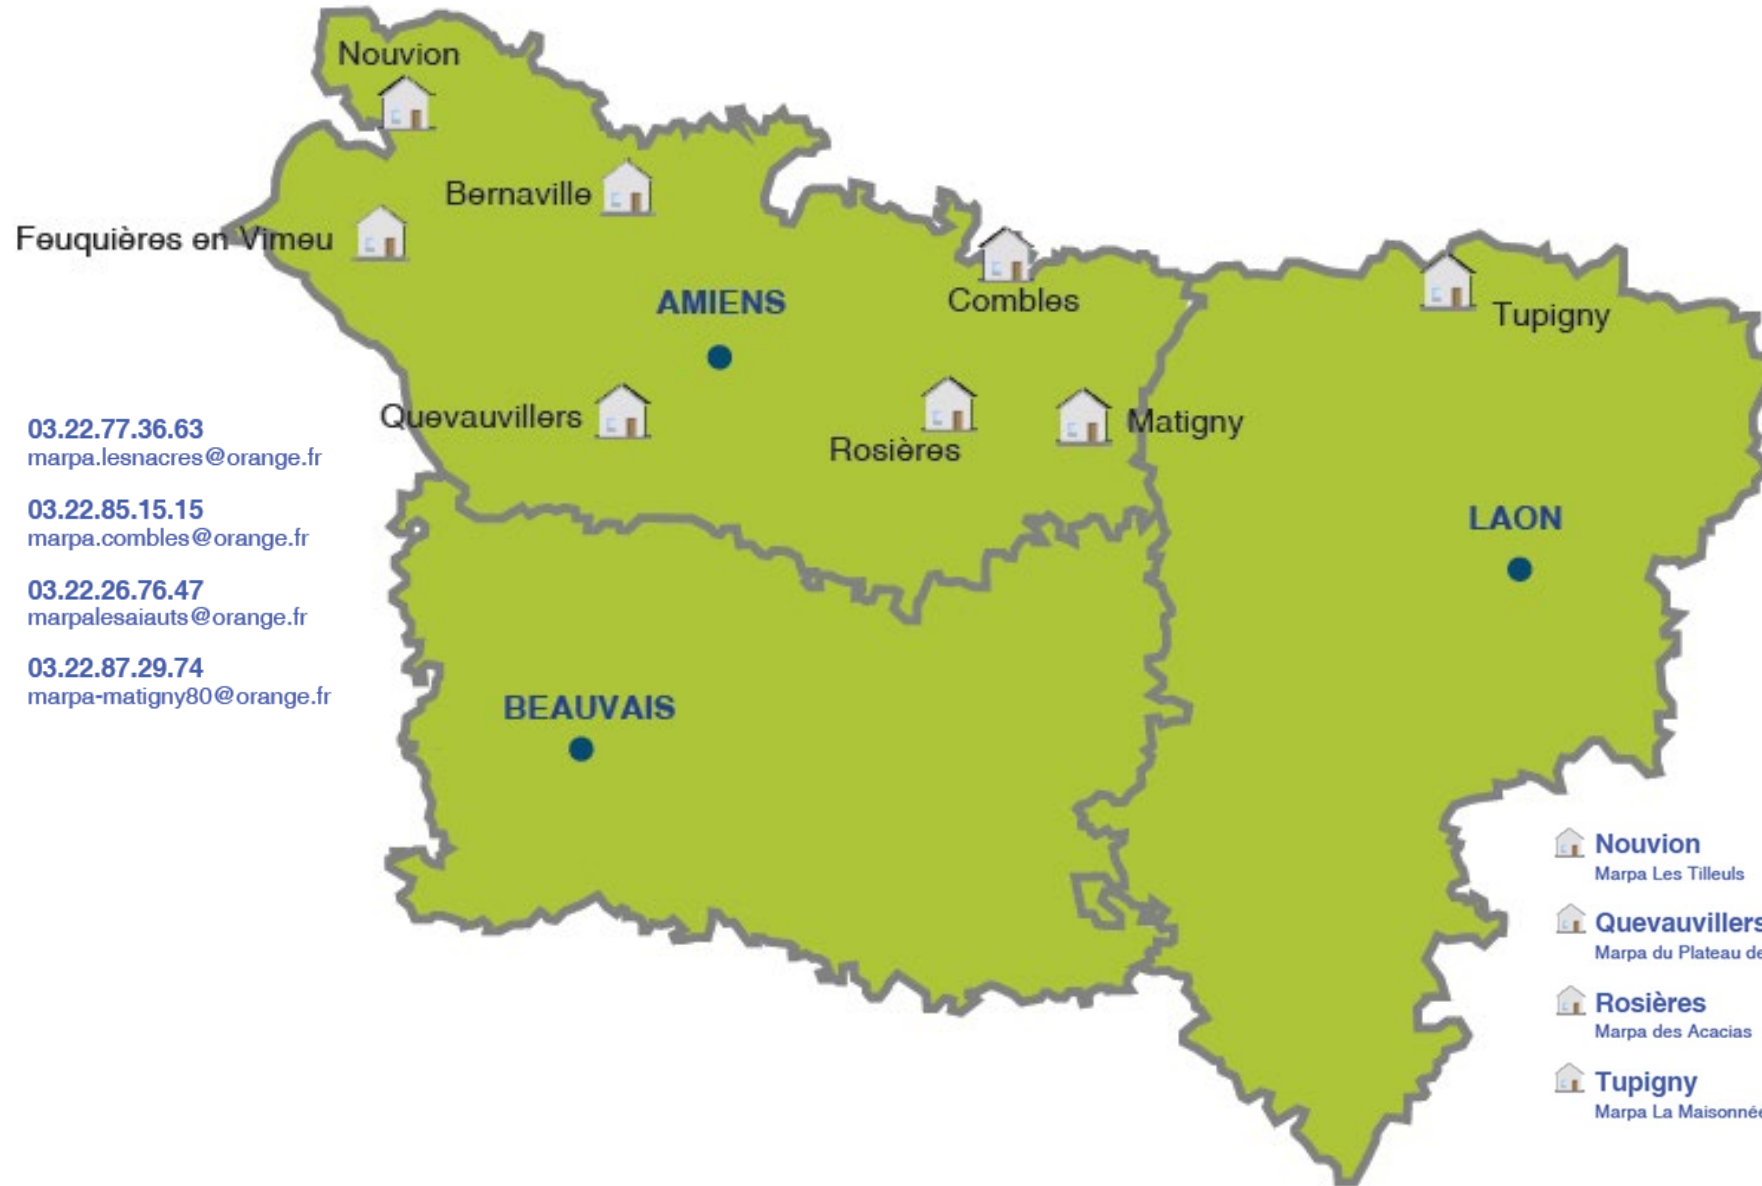 Nouvion
Bernaville
Feuquières en Vimeu
AMIENS
Combles
Tupigny
Quevauvillers
Rosières
Matigny
03.22.77.36.63
marpa.lesnacres@orange.fr
03.22.85.15.15
marpa.combles@orange.fr
03.22.26.76.47
marpalesaiauts@orange.fr
03.22.87.29.74
marpa-matigny80@orange.fr
LAON
BEAUVAIS
Nouvion
Marpa Les Tilleuls
Quevauvillers
Marpa du Plateau de
Rosières
Marpa des Acacias
Tupigny
Marpa La Maisonnée